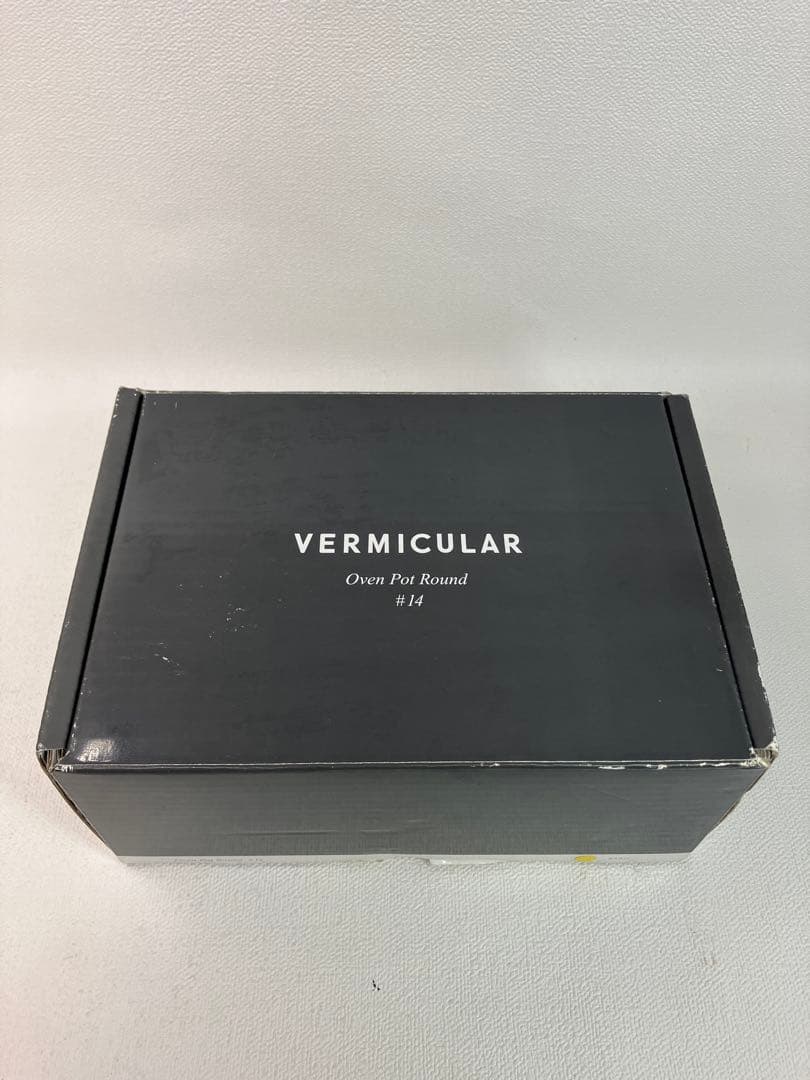 VERMICULAR
Oven Pot Round
#14